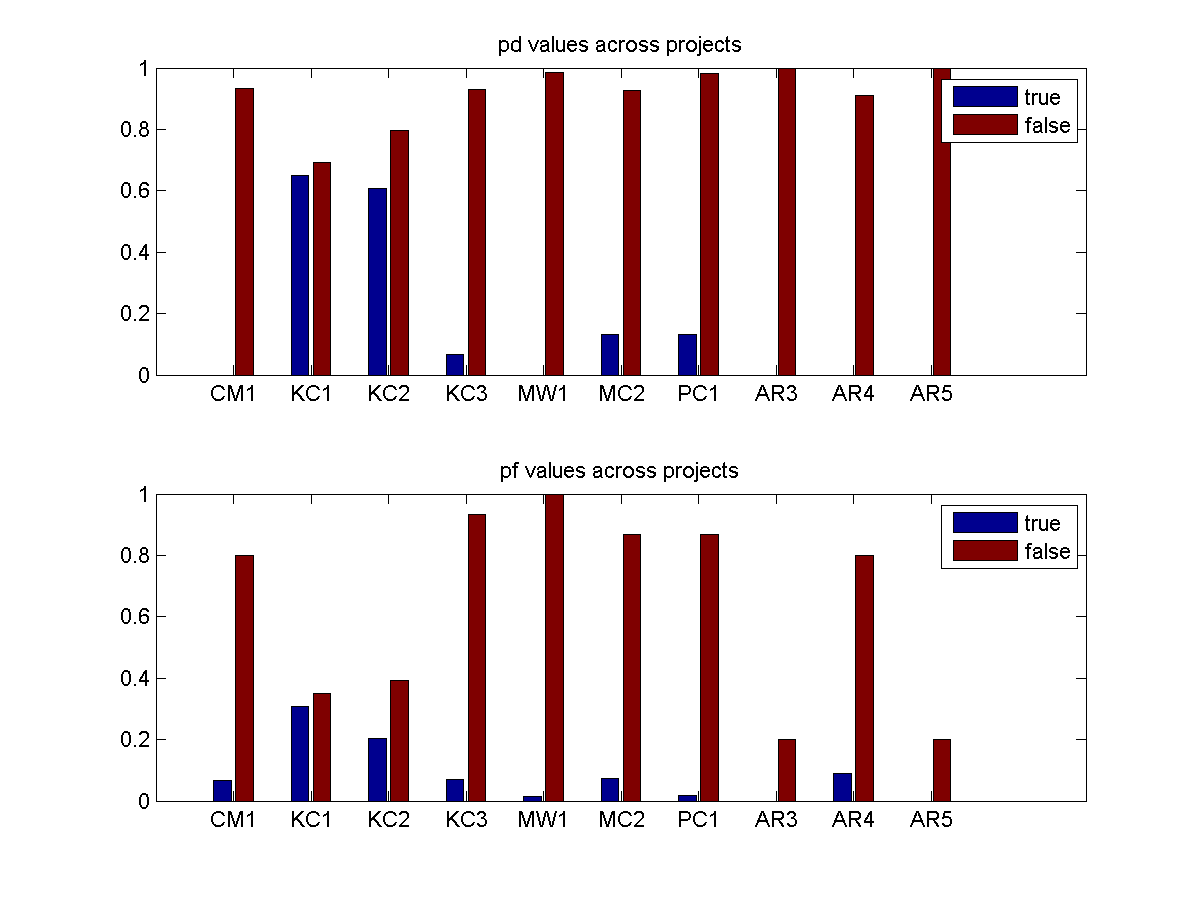 pd values across projects
1
0.8
0.6
0.4
0.2
0
true
false
CM1 KC1 KC2 KC3 MW1 MC2 PC1 AR3 AR4 AR5
pf values across projects
1
0.8
0.6
0.4
0.2
0
true
false
CM1 KC1 KC2 KC3 MW1 MC2 PC1 AR3 AR4 AR5